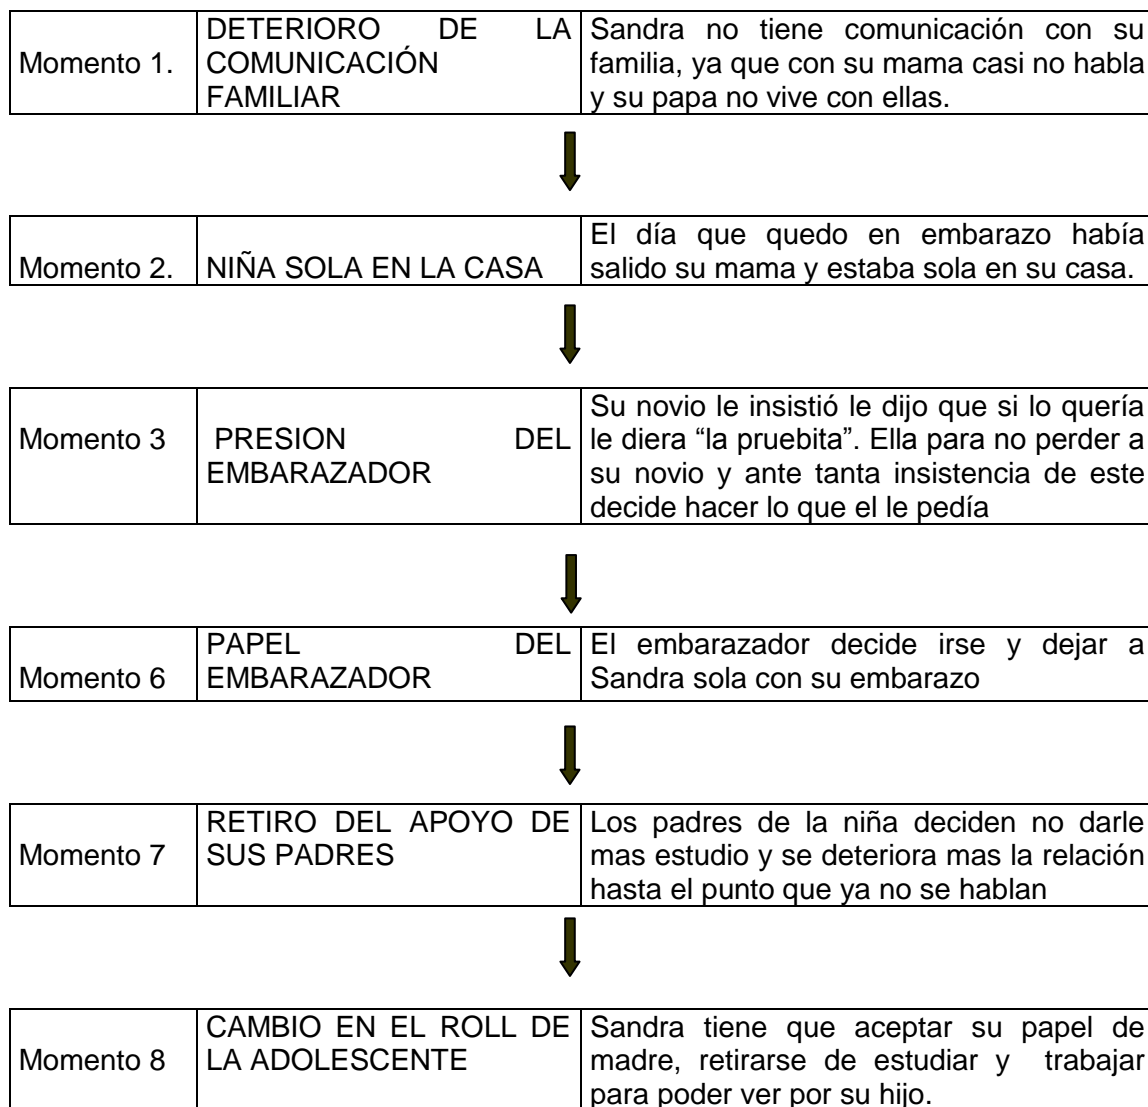 Momento 1.
DETERIORO DE LA
COMUNICACIÓN
FAMILIAR
Sandra no tiene comunicación con su
familia, ya que con su mama casi no habla
y su papa no vive con ellas.
Momento 2.
NIÑA SOLA EN LA CASA
El día que quedo en embarazo había
salido su mama y estaba sola en su casa.
Momento 3
PRESION DEL
EMBARAZADOR
Su novio le insistió le dijo que si lo quería
le diera “la pruebita”. Ella para no perder a
su novio y ante tanta insistencia de este
decide hacer lo que el le pedía
Momento 6
PAPEL DEL
EMBARAZADOR
El embarazador decide irse y dejar a
Sandra sola con su embarazo
Momento 7
RETIRO DEL APOYO DE
SUS PADRES
Los padres de la niña deciden no darle
mas estudio y se deteriora mas la relación
hasta el punto que ya no se hablan
Momento 8
CAMBIO EN EL ROLL DE
LA ADOLESCENTE
Sandra tiene que aceptar su papel de
madre, retirarse de estudiar y trabajar
para poder ver por su hijo.